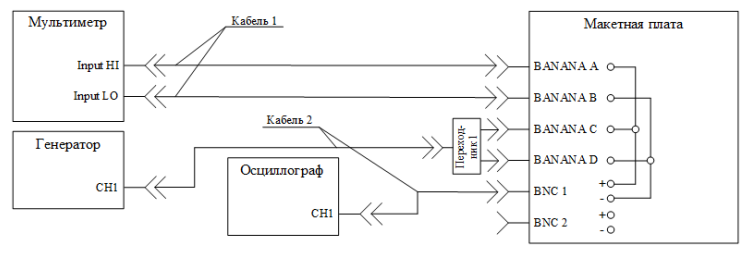 Мультиметр
Input HI
Input LO
Кабель 1
Генератор
CH1
Кабель 2
Осциллограф
CH1
Переход-
ник 1
Макетная плата
BANANA A
BANANA B
BANANA C
BANANA D
BNC 1
+
-
BNC 2
+
-